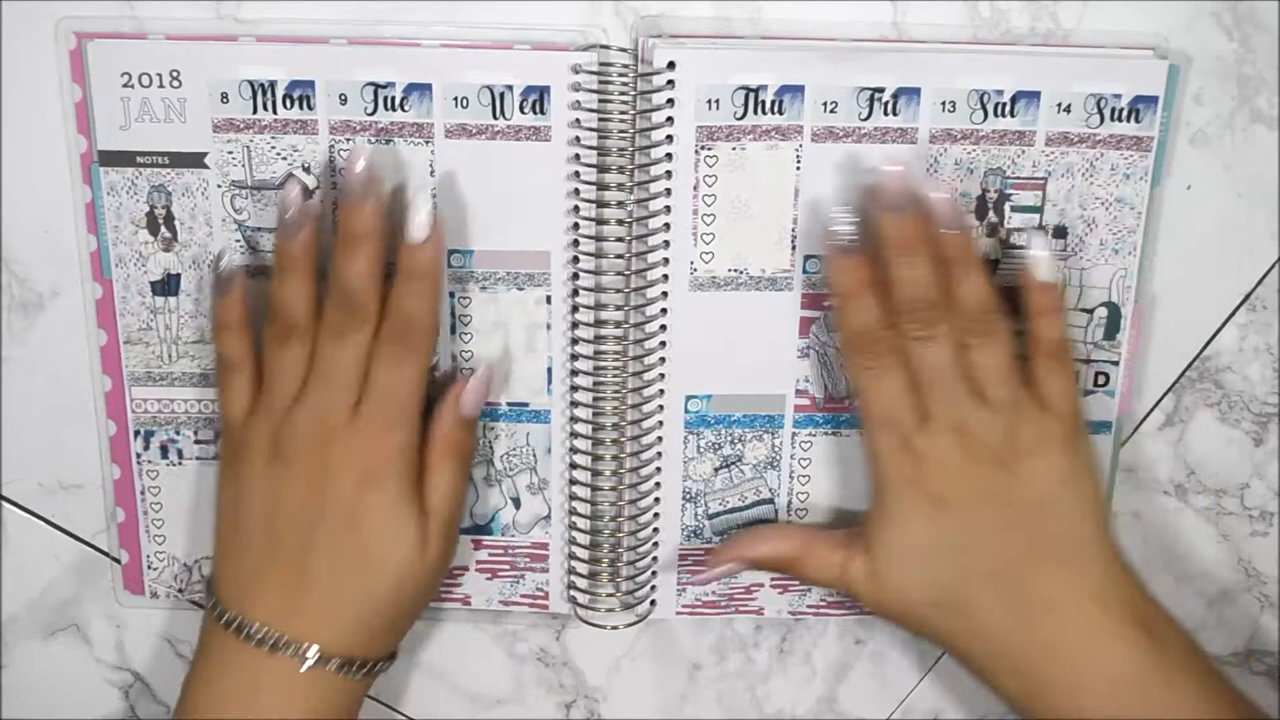 2018
JAN
8 Mon
9 Tue
10 Wed
11 Thu
12 Fri
13 Sat
14 Sun
NOTES
M T W T F S
D